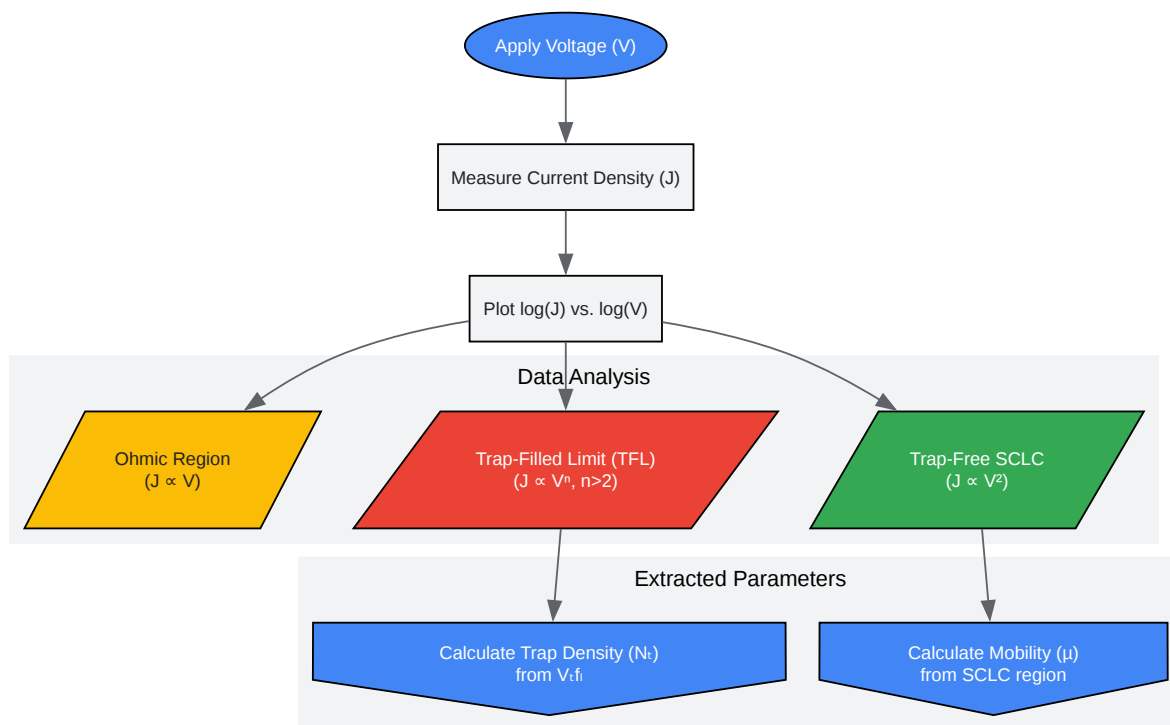 Apply Voltage (V)
Measure Current Density (J)
Plot log(J) vs. log(V)
Data Analysis
Ohmic Region
(J ∝ V)
Trap-Filled Limit (TFL)
(J ∝ Vⁿ, n>2)
Trap-Free SCLC
(J ∝ V²)
Extracted Parameters
Calculate Trap Density (Nₜ)
from Vₜfₗ
Calculate Mobility (µ)
from SCLC region